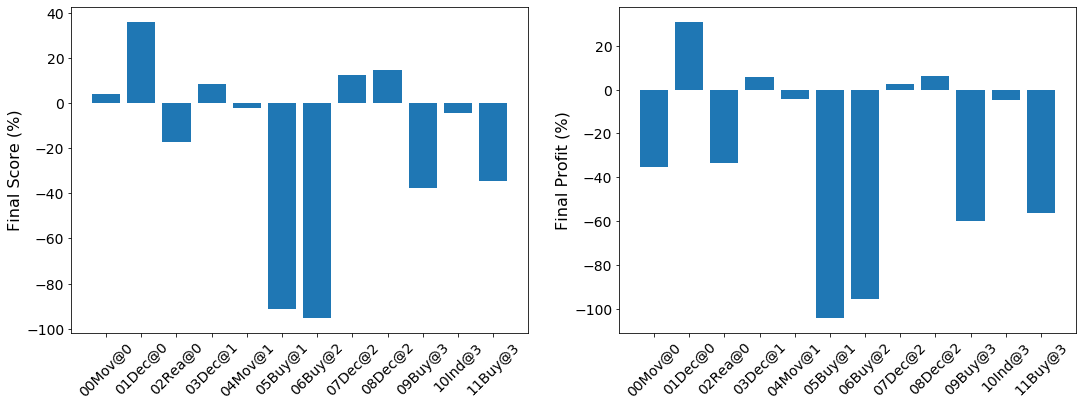 Final Score (%)
40
20
0
−20
−40
−60
−80
−100
00Mov@0
01Dec@0
02Rea@0
03Dec@1
04Mov@1
05Buy@1
06Buy@2
07Dec@2
08Dec@2
09Buy@3
10Ind@3
11Buy@3
Final Profit (%)
20
0
−20
−40
−60
−80
−100
00Mov@0
01Dec@0
02Rea@0
03Dec@1
04Mov@1
05Buy@1
06Buy@2
07Dec@2
08Dec@2
09Buy@3
10Ind@3
11Buy@3